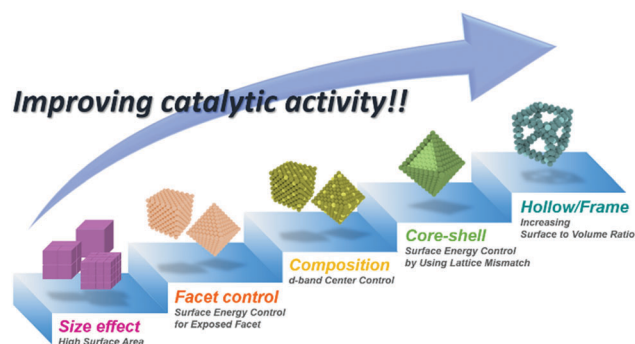 Improving catalytic activity!!
Size effect
High Surface Area
Facet control
Surface Energy Control
for Exposed Facet
Composition
d-band Center Control
Core-shell
Surface Energy Control
by Using Lattice Mismatch
Hollow/Frame
Increasing
Surface to Volume Ratio